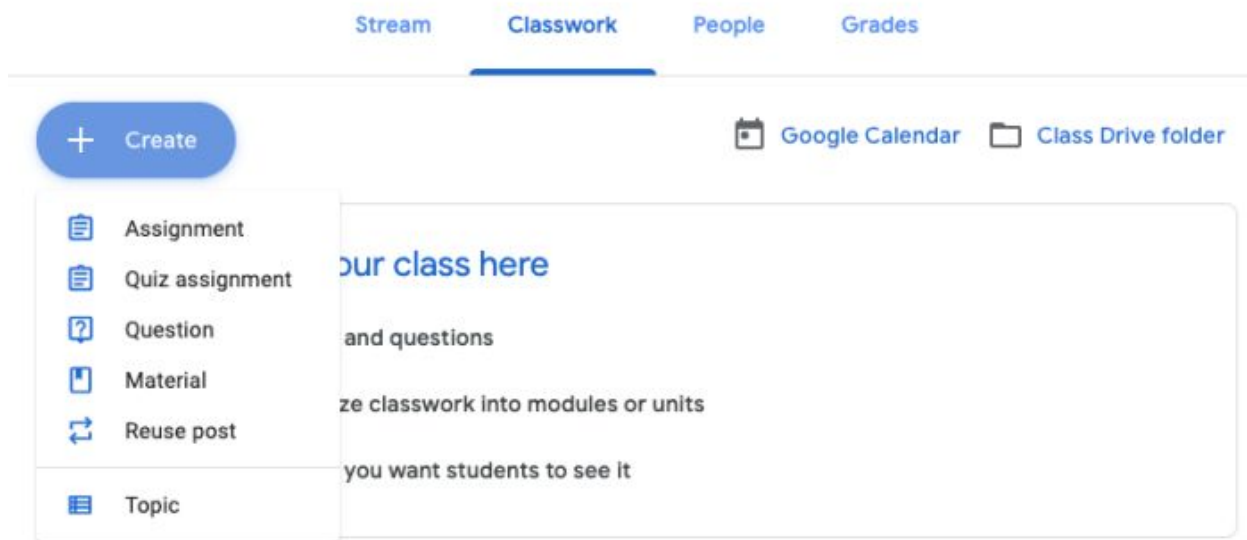 Stream Classwork People Grades
+ Create
Google Calendar Class Drive folder
Assignment
Quiz assignment
our class here
Question
and questions
Material
ze classwork into modules or units
Reuse post
you want students to see it
Topic